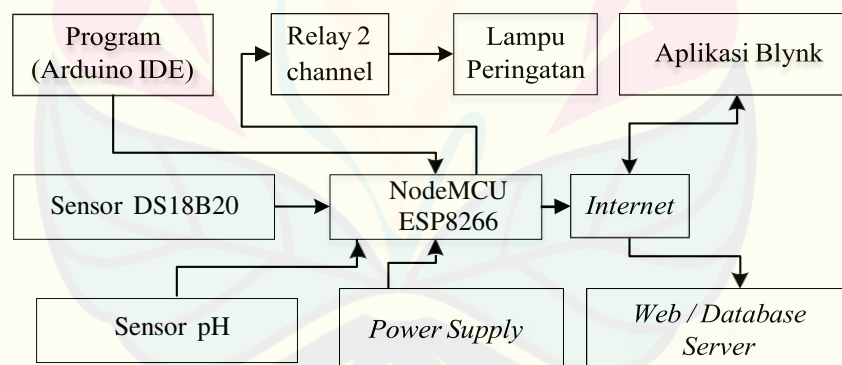 Program
(Arduino IDE)
Relay 2
channel
Lampu
Peringatan
Aplikasi Blynk
Sensor DS18B20
NodeMCU
ESP8266
Internet
Sensor pH
Power Supply
Web / Database
Server